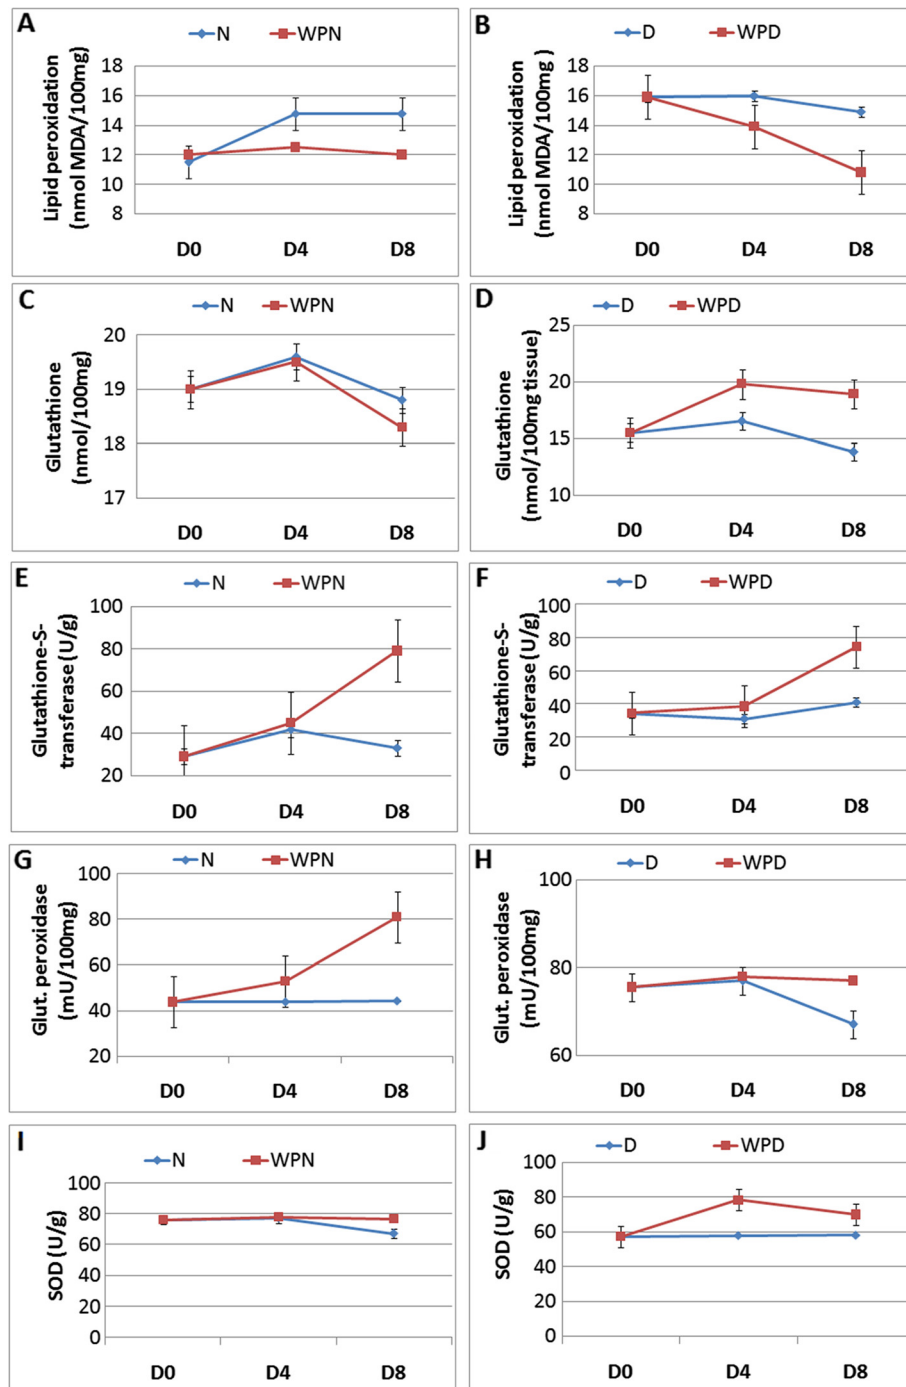 A
N WPN
Lipid peroxidation
(nmol MDA/100mg)
18
16
14
12
10
8
D0 D4 D8
B
D WPD
Lipid peroxidation
(nmol MDA/100mg )
18
16
14
12
10
8
D0 D4 D8
C
N WPN
Glutathione
(nmol/100mg)
20
19
18
17
D0 D4 D8
D
D WPD
Glutathione
(nmol/100mg tissue)
25
20
15
10
D0 D4 D8
E
N WPN
Glutathione-S-
transferase (U/g)
100
80
60
40
20
D0 D4 D8
F
D WPD
Glutathione-S-
transferase (U/g)
100
80
60
40
20
0
D0 D4 D8
G
N WPN
Glut. peroxidase
(mU/100mg)
100
80
60
40
20
D0 D4 D8
H
D WPD
Glut. peroxidase
(mU/100mg)
100
80
60
D0 D4 D8
I
N WPN
SOD (U/g)
100
80
60
40
20
0
D0 D4 D8
J
D WPD
SOD (U/g)
100
80
60
40
20
0
D0 D4 D8